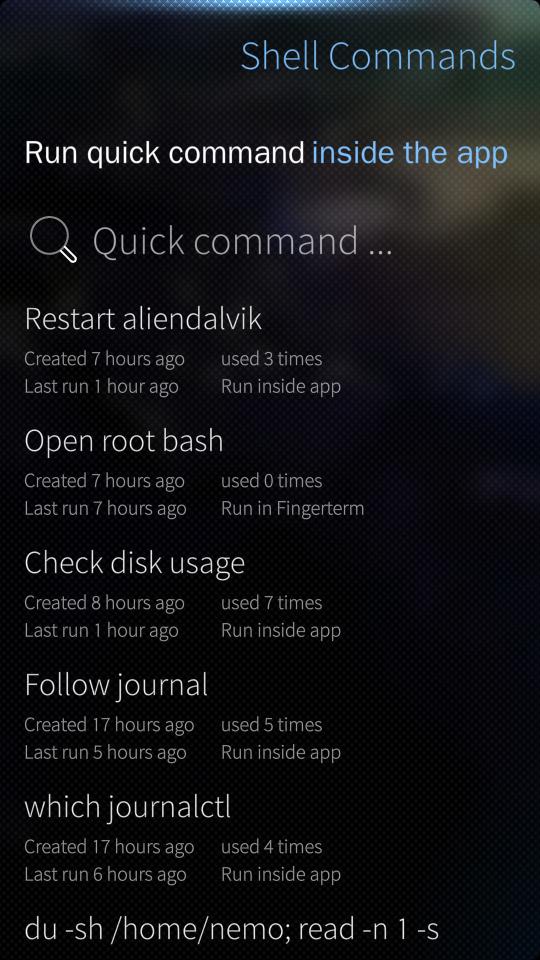 Shell Commands
Run quick command inside the app
Quick command ...
Restart aliendalvik
Created 7 hours ago used 3 times
Last run 1 hour ago Run inside app
Open root bash
Created 7 hours ago used 0 times
Last run 7 hours ago Run in Fingerterm
Check disk usage
Created 8 hours ago used 7 times
Last run 1 hour ago Run inside app
Follow journal
Created 17 hours ago used 5 times
Last run 5 hours ago Run inside app
which journalctl
Created 17 hours ago used 4 times
Last run 6 hours ago Run inside app
du -sh /home/nemo; read -n 1 -s